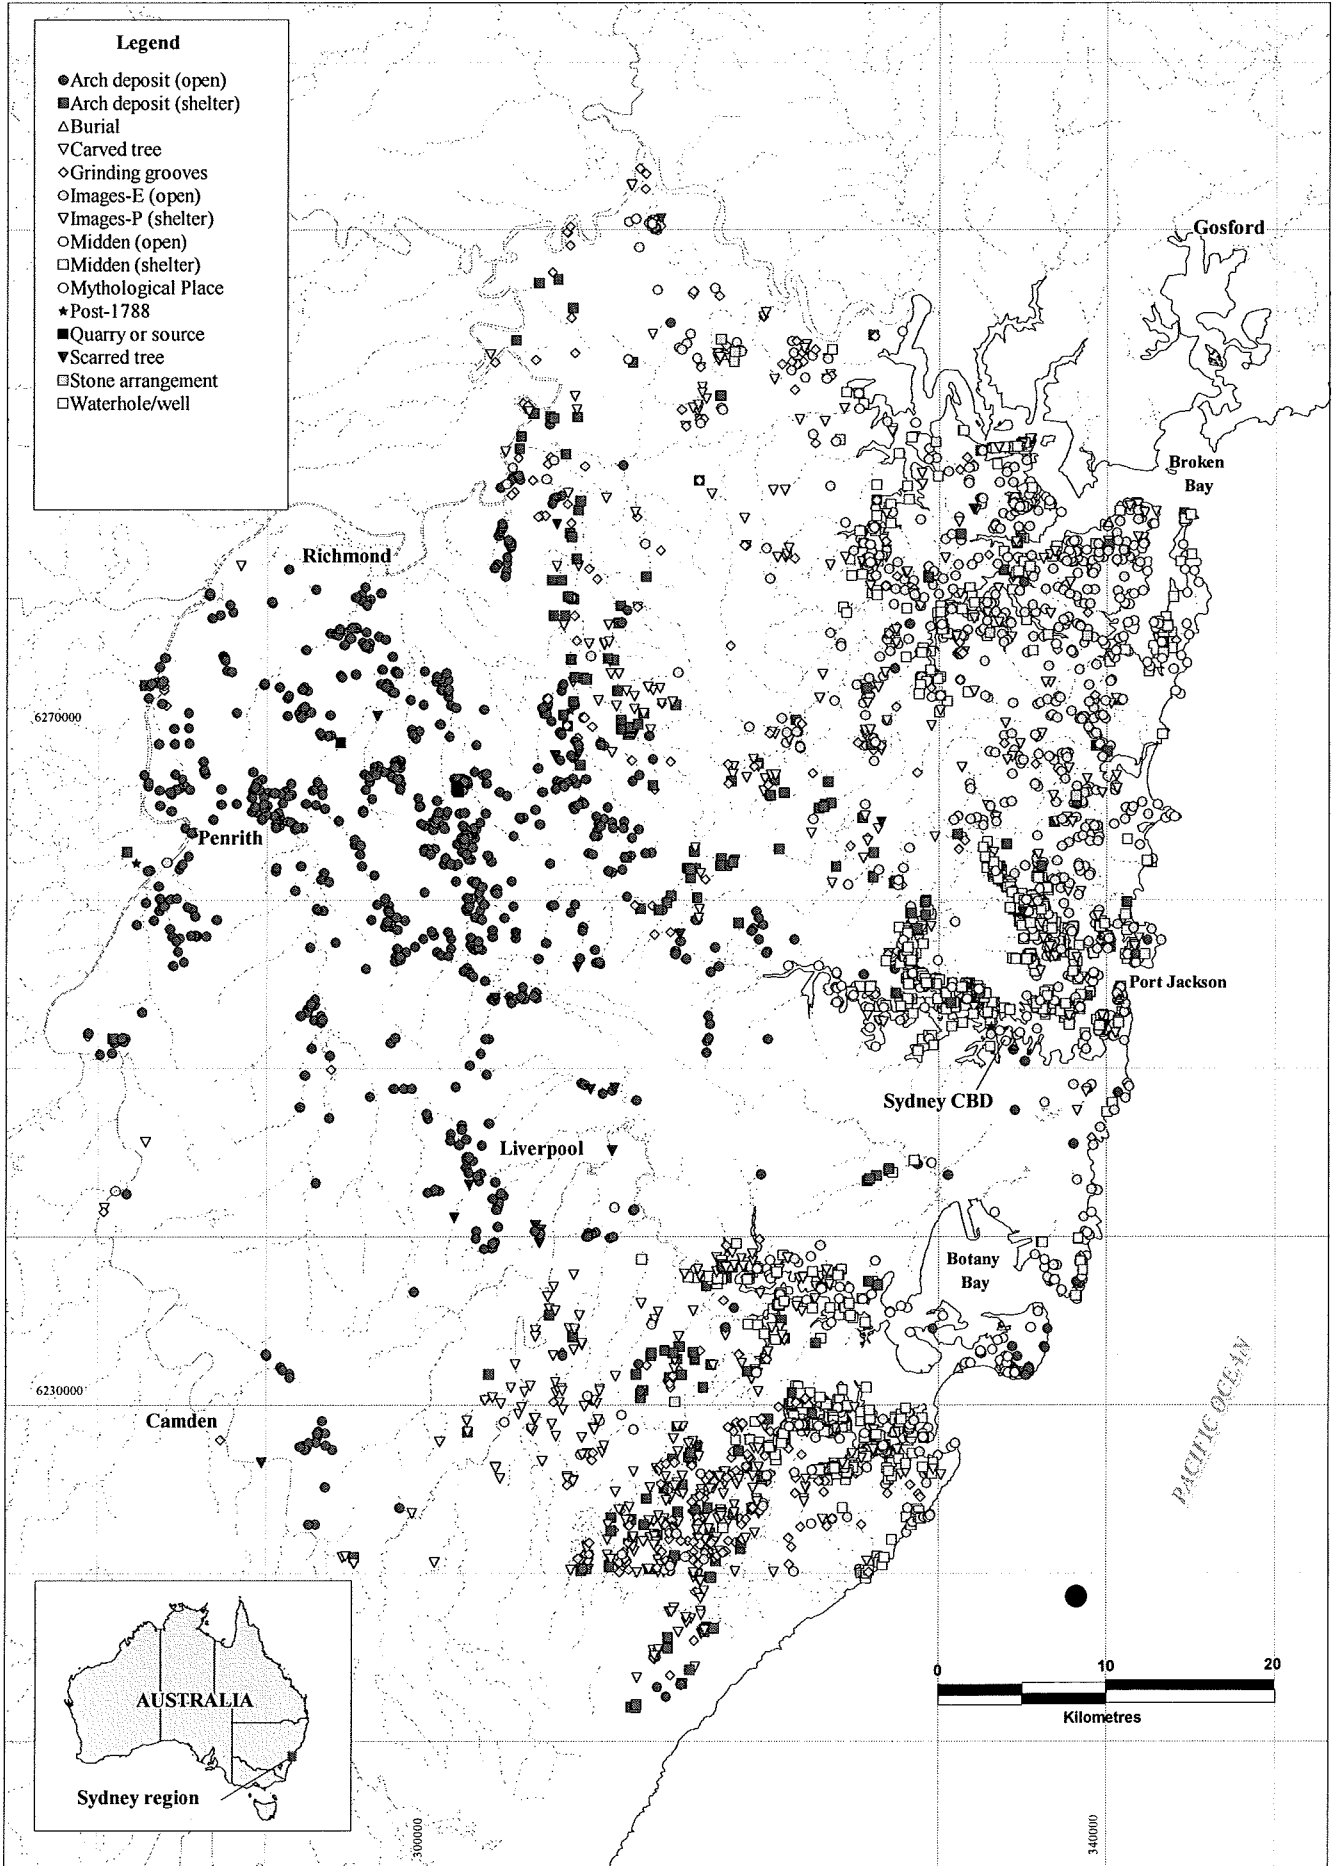 Legend
Arch deposit (open)
Arch deposit (shelter)
Burial
Carved tree
Grinding grooves
Images-E (open)
Images-P (shelter)
Midden (open)
Midden (shelter)
Mythological Place
Post-1788
Quarry or source
Scarred tree
Stone arrangement
Waterhole/well
Gosford
Broken
Bay
Richmond
6270000
Penrith
Port Jackson
Sydney CBD
Liverpool
Botany
Bay
6230000
Camden
PACIFIC OCEAN
AUSTRALIA
Sydney region
0 10 20
Kilometres
300000
340000